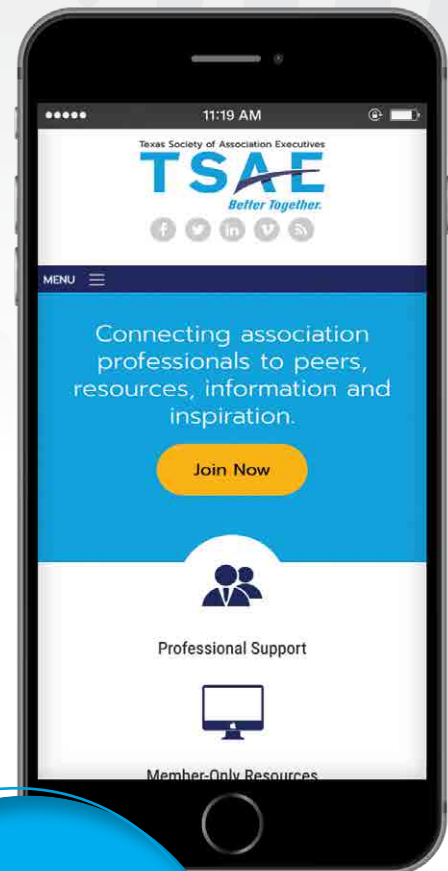 11:19 AM
Texas Society of Association Executives
TSAE
Better Together.
MENU
Connecting association
professionals to peers,
resources, information and
inspiration.
Join Now
Professional Support
Member-Only Resources